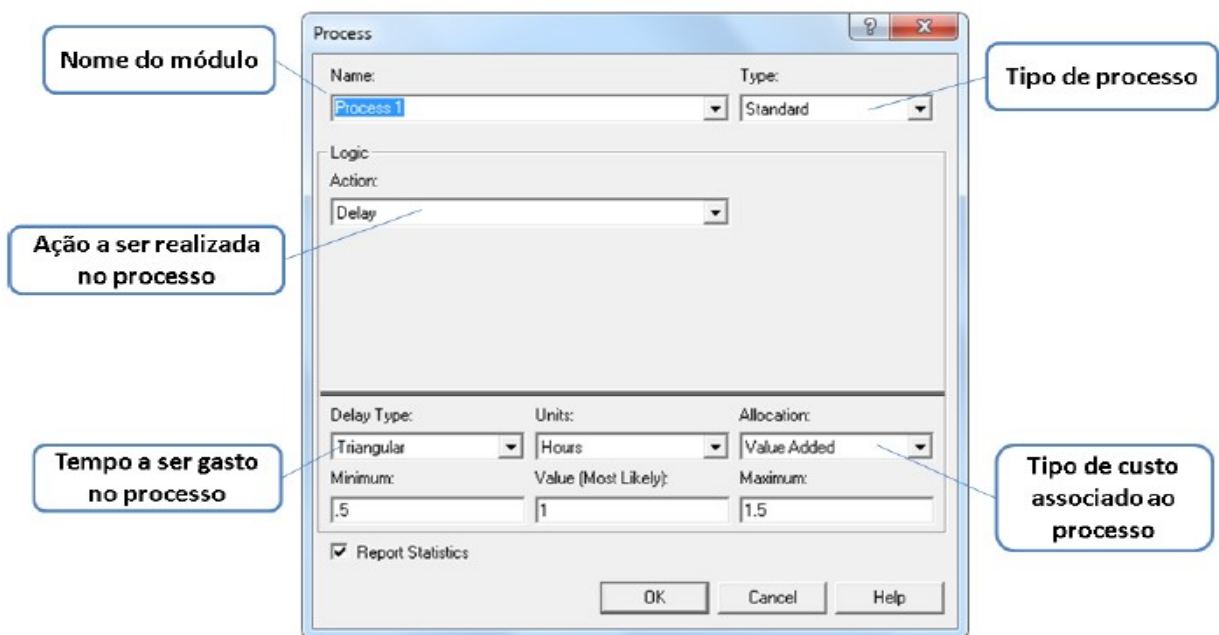 Process
Nome do módulo
Name:
Type:
Tipo de processo
Process 1
Standard
Logic
Action:
Delay
Ação a ser realizada
no processo
Delay Type:
Units:
Allocation:
Triangular
Hours
Value Added
Tempo a ser gasto
no processo
Minimum:
Value (Most Likely):
Maximum:
.5
1
1.5
Tipo de custo
associado ao
processo
Report Statistics
OK
Cancel
Help